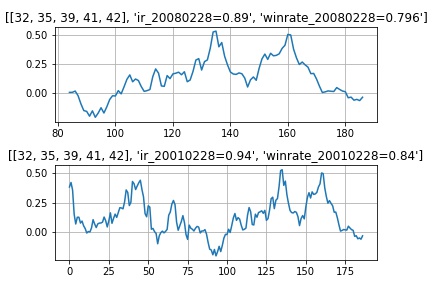 [[32, 35, 39, 41, 42], 'ir_20080228=0.89', 'winrate_20080228=0.796']
0.50
0.25
0.00
80 100 120 140 160 180
[[32, 35, 39, 41, 42], 'ir_20010228=0.94', 'winrate_20010228=0.84']
0.50
0.25
0.00
0 25 50 75 100 125 150 175